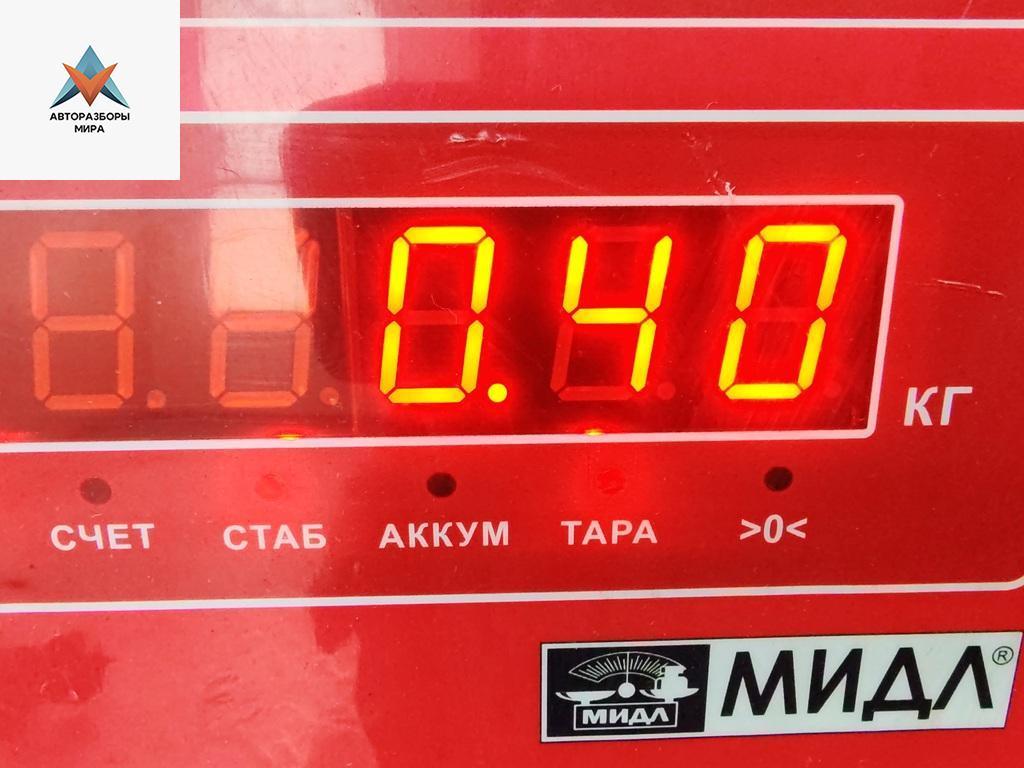 АВТОРАЗБОРЫ
МИРА
0.40
КГ
СЧЕТ СТАБ АККУМ ТАРА >0<
МИДЛ МИДЛ®